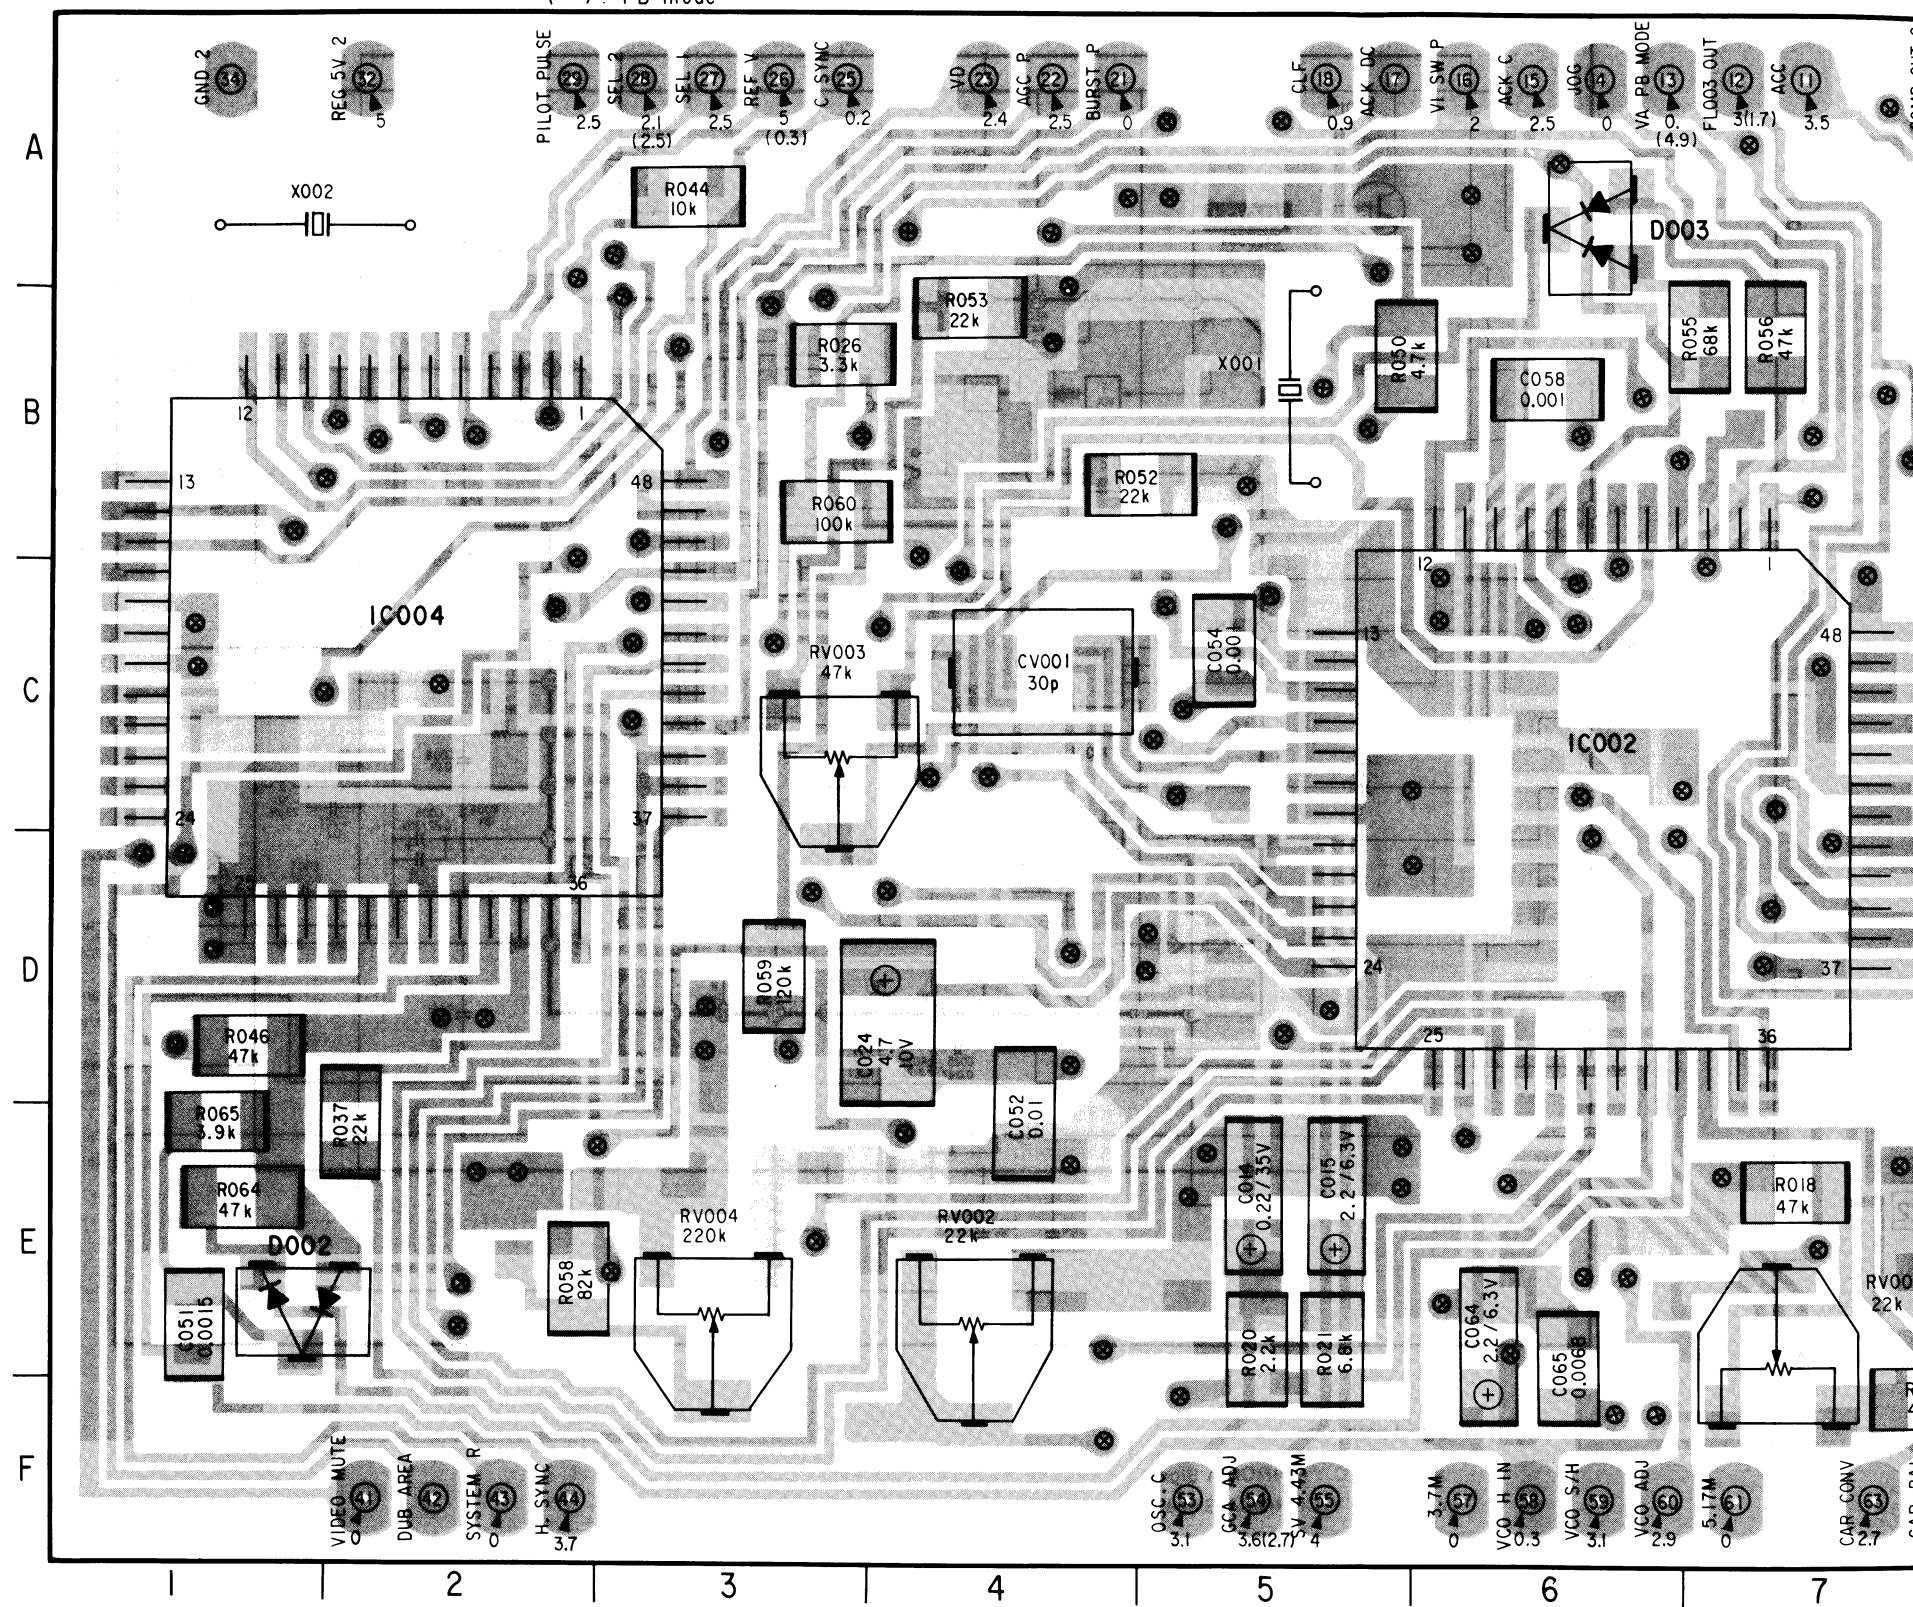 GND 2
34
REG 5V 2
32
5
PILOT PULSE
29
2.5
SEL 2
28
2.1
(2.5)
SEL 1
27
2.5
REF V
26
5
(0.3)
C SYNC
25
0.2
VD
23
2.4
AGC P
22
2.5
BURST P
21
0
CLF
18
0.9
ACK DC
17
V1 SW P
16
2
ACK C
15
2.5
JOG
14
0
VA PB MODE
13
0.
(4.9)
FL003 OUT
12
3(1.7)
ACC
11
3.5
A
X002
R044
10k
D003
R053
22k
R026
3.3k
X001
R050
4.7k
C058
0.001
R055
68k
R056
47k
B
12
1
13
48
R052
22k
R060
100k
IC004
12
1
13
48
C
RV003
47k
CV001
30p
C054
0.001
IC002
24
37
25
36
D
R059
120k
C024
4.7
10V
24
37
25
36
R046
47k
R065
3.9k
R037
22k
C052
0.01
R064
47k
C014
0.22/35V
C015
2.2/6.3V
R018
47k
E
D002
RV004
220k
RV002
22k
R058
82k
C051
0.0015
R020
2.2k
R021
6.8k
C064
2.2/6.3V
C065
0.0068
22k
F
VIDEO MUTE
41
0
DUB AREA
42
SYSTEM R
43
0
H. SYNC
44
3.7
OSC. C
53
3.1
CCA ADJ
54
3.6(2.7)
SV 4.43M
55
4
3.7M
57
0
VCO H IN
58
0.3
VCO S/H
59
3.1
VCO ADJ
60
2.9
5.17M
61
0
CAR CONV
63
2.7
1
2
3
4
5
6
7